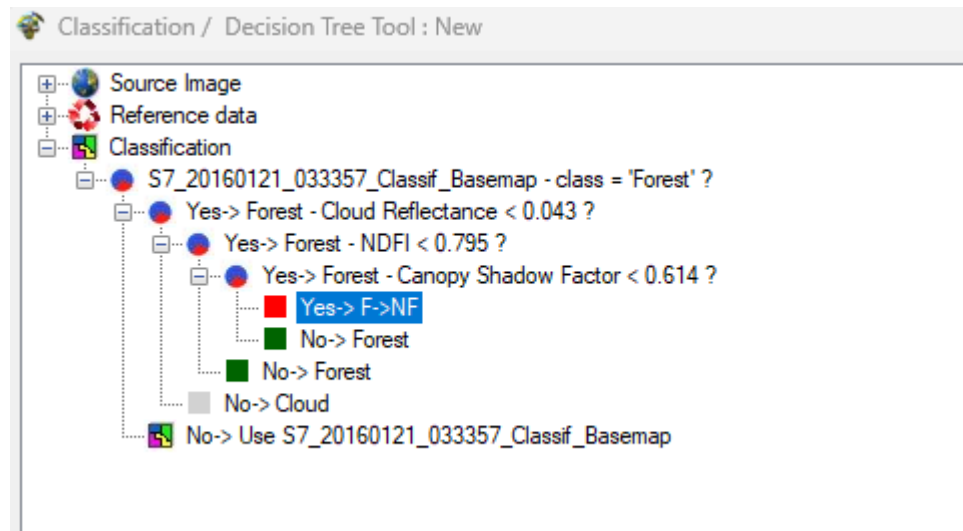 Classification / Decision Tree Tool : New
Source Image
Reference data
Classification
S7_20160121_033357_Classif_Basemap - class = "Forest" ?
Yes-> Forest - Cloud Reflectance < 0.043 ?
Yes-> Forest - NDFI < 0.795 ?
Yes-> Forest - Canopy Shadow Factor < 0.614 ?
Yes-> F->NF
No-> Forest
No-> Forest
No-> Cloud
No-> Use S7_20160121_033357_Classif_Basemap